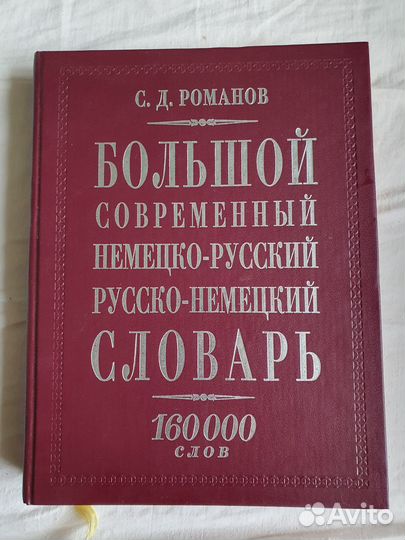 С. Д. РОМАНОВ
БОЛЬШОЙ
СОВРЕМЕННЫЙ
НЕМЕЦКО-РУССКИЙ
РУССКО-НЕМЕЦКИЙ
СЛОВАРЬ
160 000
СЛОВ
Avito